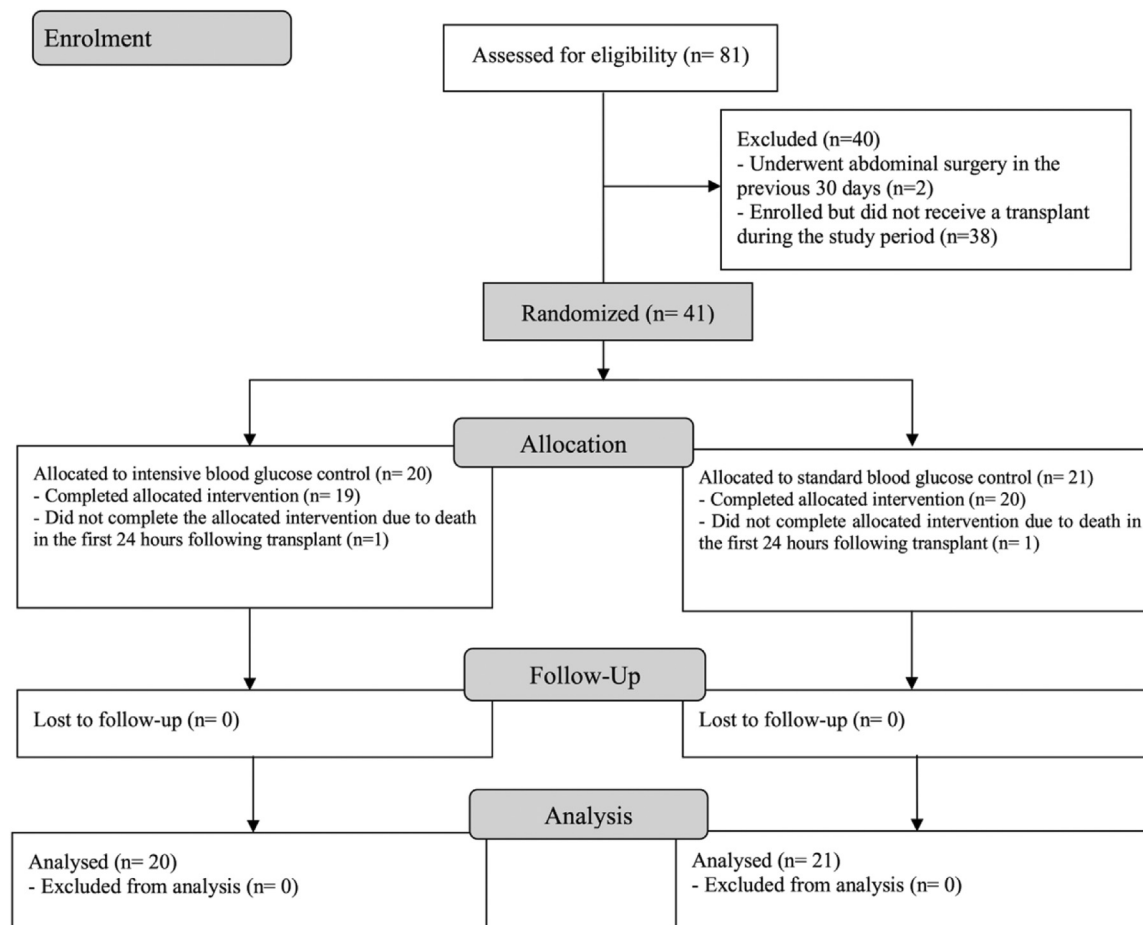 Enrolment
Assessed for eligibility (n= 81)
Excluded (n=40)
- Underwent abdominal surgery in the
previous 30 days (n=2)
- Enrolled but did not receive a transplant
during the study period (n=38)
Randomized (n= 41)
Allocation
Allocated to intensive blood glucose control (n= 20)
- Completed allocated intervention (n= 19)
- Did not complete the allocated intervention due to death
in the first 24 hours following transplant (n=1)
Allocated to standard blood glucose control (n= 21)
- Completed allocated intervention (n= 20)
- Did not complete allocated intervention due to death in
the first 24 hours following transplant (n= 1)
Follow-Up
Lost to follow-up (n= 0)
Lost to follow-up (n= 0)
Analysis
Analysed (n= 20)
- Excluded from analysis (n= 0)
Analysed (n= 21)
- Excluded from analysis (n= 0)